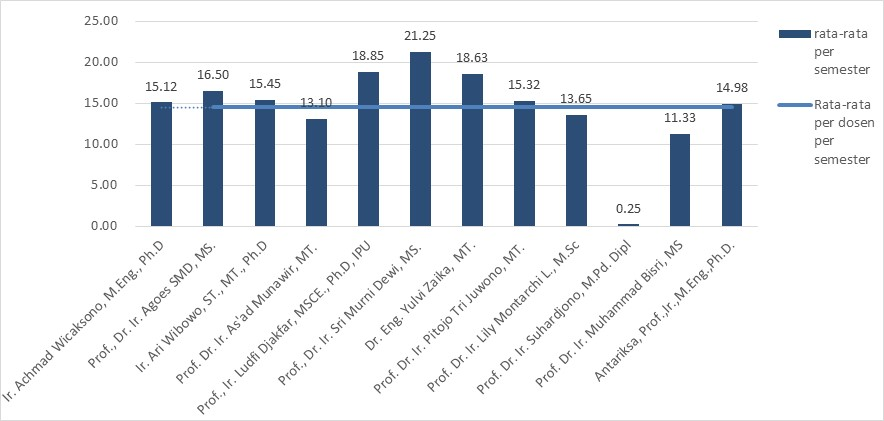 25.00
20.00
15.00
10.00
5.00
0.00
15.12
16.50
15.45
13.10
18.85
21.25
18.63
15.32
13.65
0.25
11.33
14.98
Ir. Achmad Wicaksono, M.Eng., Ph.D
Prof., Dr. Ir. Agoes SMD, MS.
Ir. Ari Wibowo, ST., MT., Ph.D
Prof. Dr. Ir. As'ad Munawir, MT.
Prof., Ir. Ludfi Djakfar, MSCE., Ph.D, IPU
Prof., Dr. Ir. Sri Murni Dewi, MS.
Dr. Eng. Yulvi Zaika, MT.
Prof. Dr. Ir. Pitojo Tri Juwono, MT.
Prof. Dr. Ir. Lily Montarchi L., M.Sc
Prof. Dr. Ir. Suhardjono, M.Pd. Dipl
Prof. Dr. Ir. Muhammad Bisri, MS
Antariksa, Prof.,Ir.,M.Eng.,Ph.D.
rata-rata
per
semester
Rata-rata
per dosen
per
semester